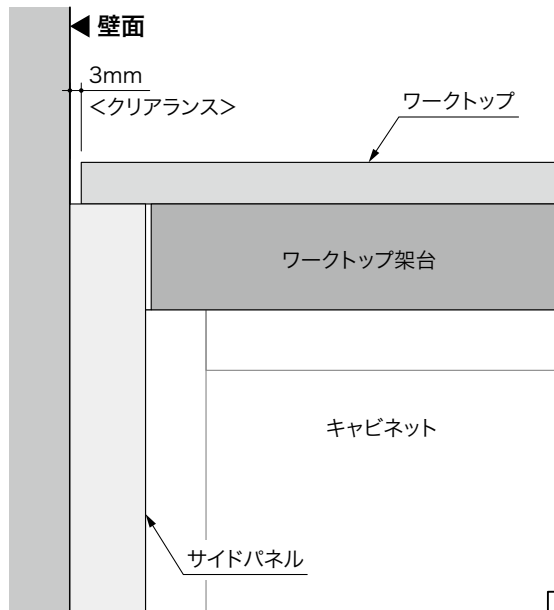 ◀ 壁面
3mm
＜クリアランス＞
ワークトップ
ワークトップ架台
キャビネット
サイドパネル